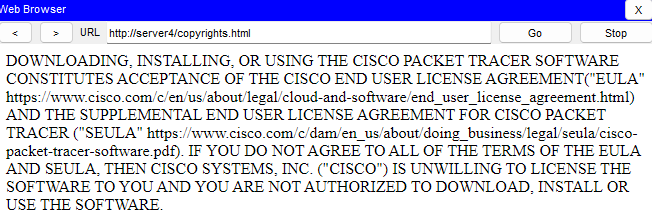 Web Browser
X
< > URL http://server4/copyrights.html Go Stop
DOWNLOADING, INSTALLING, OR USING THE CISCO PACKET TRACER SOFTWARE
CONSTITUTES ACCEPTANCE OF THE CISCO END USER LICENSE AGREEMENT("EULA"
https://www.cisco.com/c/en/us/about/legal/cloud-and-software/end_user_license_agreement.html)
AND THE SUPPLEMENTAL END USER LICENSE AGREEMENT FOR CISCO PACKET
TRACER ("SEULA" https://www.cisco.com/c/dam/en_us/about/doing_business/legal/seula/cisco-
packet-tracer-software.pdf). IF YOU DO NOT AGREE TO ALL OF THE TERMS OF THE EULA
AND SEULA, THEN CISCO SYSTEMS, INC. ("CISCO") IS UNWILLING TO LICENSE THE
SOFTWARE TO YOU AND YOU ARE NOT AUTHORIZED TO DOWNLOAD, INSTALL OR
USE THE SOFTWARE.